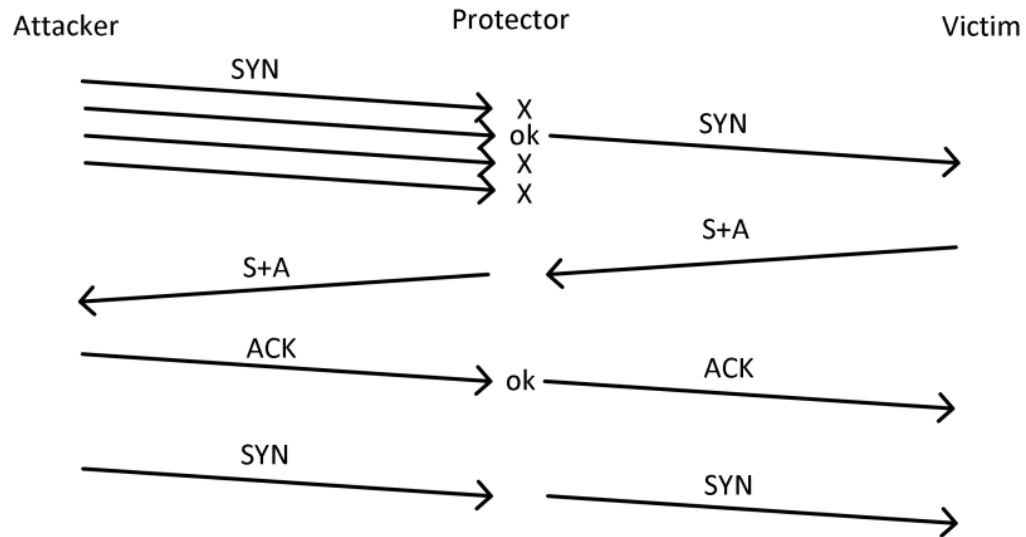 Attacker
Protector
Victim
SYN
X
ok
SYN
X
X
S+A
S+A
ACK
ok
ACK
SYN
SYN